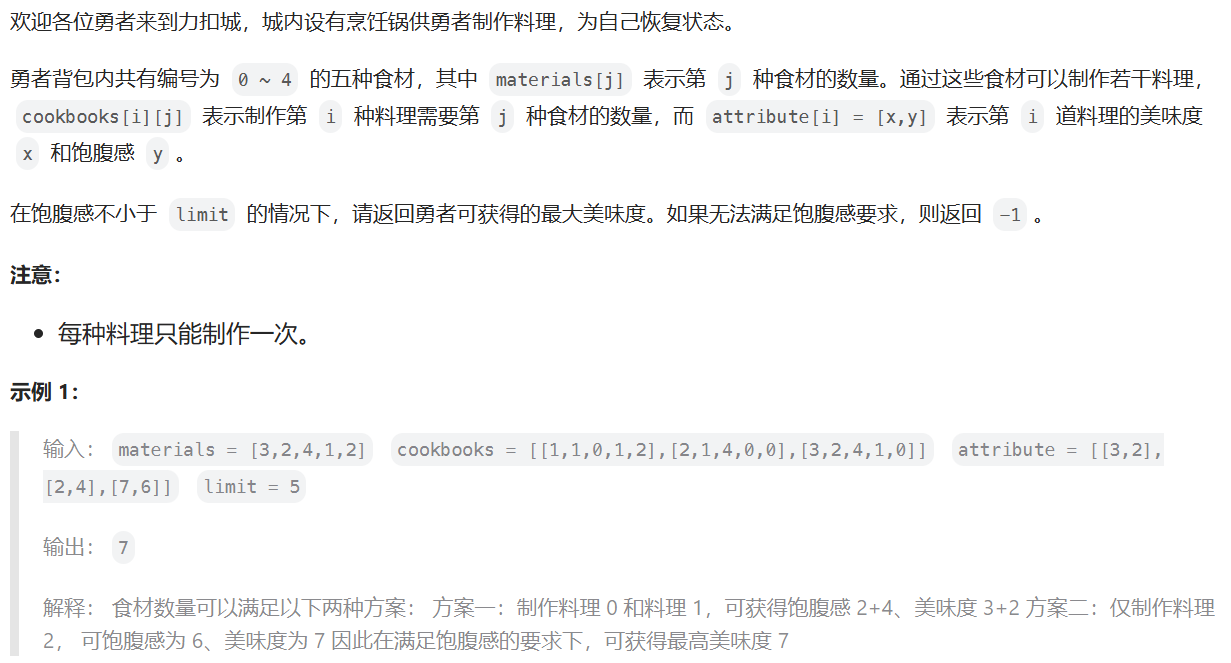 欢迎各位勇者来到力扣城，城内设有烹饪锅供勇者制作料理，为自己恢复状态。
勇者背包内共有编号为 0 ~ 4 的五种食材，其中 materials[j] 表示第 j 种食材的数量。通过这些食材可以制作若干料理，
cookbooks[i][j] 表示制作第 i 种料理需要第 j 种食材的数量，而 attribute[i] = [x,y] 表示第 i 道料理的美味度
x 和饱腹感 y 。
在饱腹感不小于 limit 的情况下，请返回勇者可获得的最大美味度。如果无法满足饱腹感要求，则返回 -1 。
注意：
• 每种料理只能制作一次。
示例 1：
输入： materials = [3,2,4,1,2] cookbooks = [[1,1,0,1,2],[2,1,4,0,0],[3,2,4,1,0]] attribute = [[3,2],
[2,4],[7,6]] limit = 5
输出： 7
解释： 食材数量可以满足以下两种方案： 方案一：制作料理 0 和料理 1，可获得饱腹感 2+4、美味度 3+2 方案二：仅制作料理
2， 可饱腹感为 6、美味度为 7 因此在满足饱腹感的要求下，可获得最高美味度 7